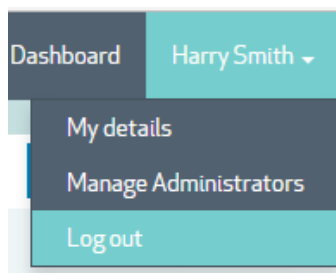 Dashboard Harry Smith
My details
Manage Administrators
Log out